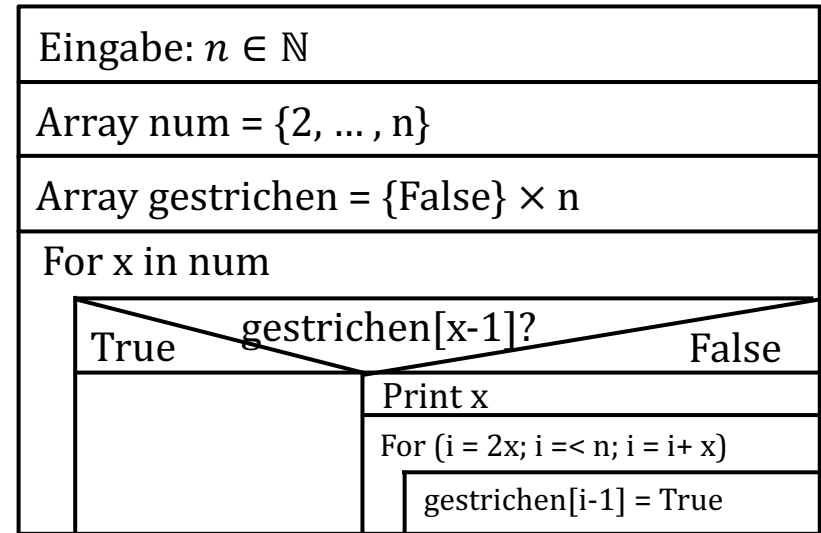 Eingabe: 𝑛 ∈ ℕ
Array num = {2, … , n}
Array gestrichen = {False} × n
For x in num
gestrichen[x-1]?
True
False
Print x
For (i = 2x; i =< n; i = i+ x)
gestrichen[i-1] = True